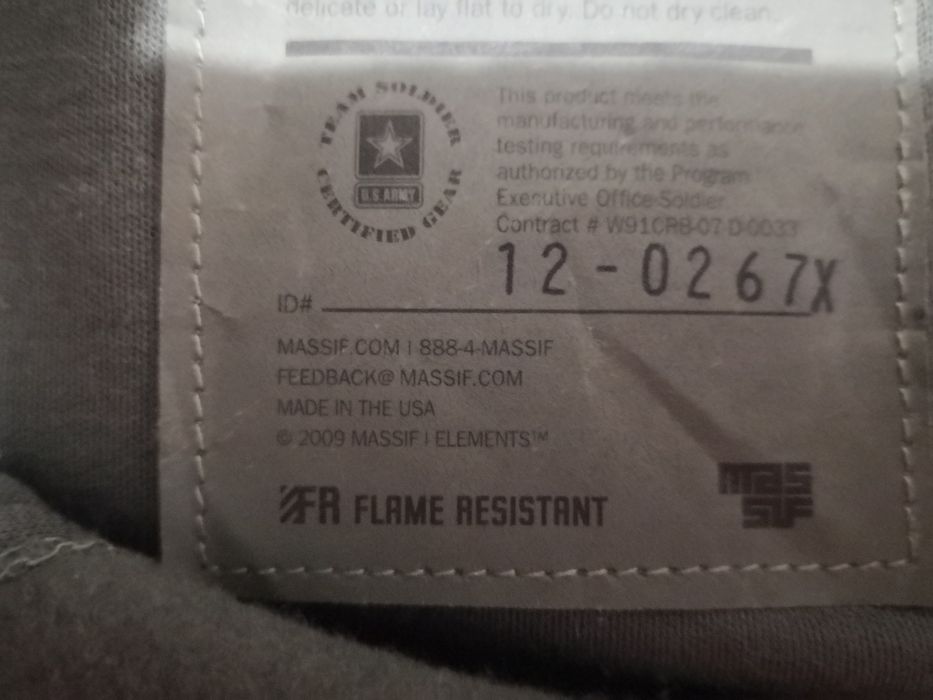 delicate or lay flat to dry. Do not dry clean.
TEAM SOLDIER
U.S. ARMY
CERTIFIED GEAR
This product meets the
manufacturing and performance
testing requirements as
authorized by the Program
Executive Office Soldier
Contract # W91CRB-07-D-0033
ID# 12-0267X
MASSIF.COM | 888-4-MASSIF
FEEDBACK@ MASSIF.COM
MADE IN THE USA
© 2009 MASSIF | ELEMENTS™
FR FLAME RESISTANT
MASSIF